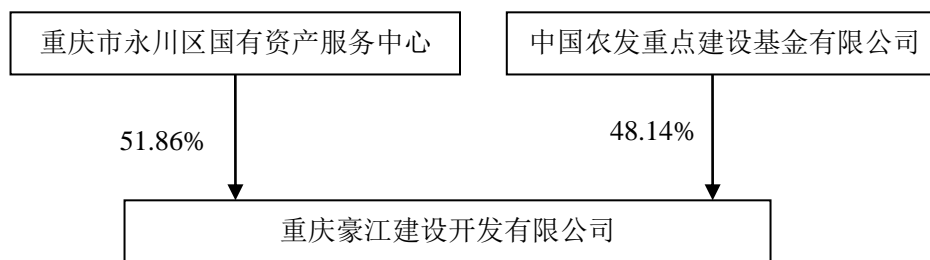 重庆市永川区国有资产服务中心
中国农发重点建设基金有限公司
51.86%
48.14%
重庆豪江建设开发有限公司